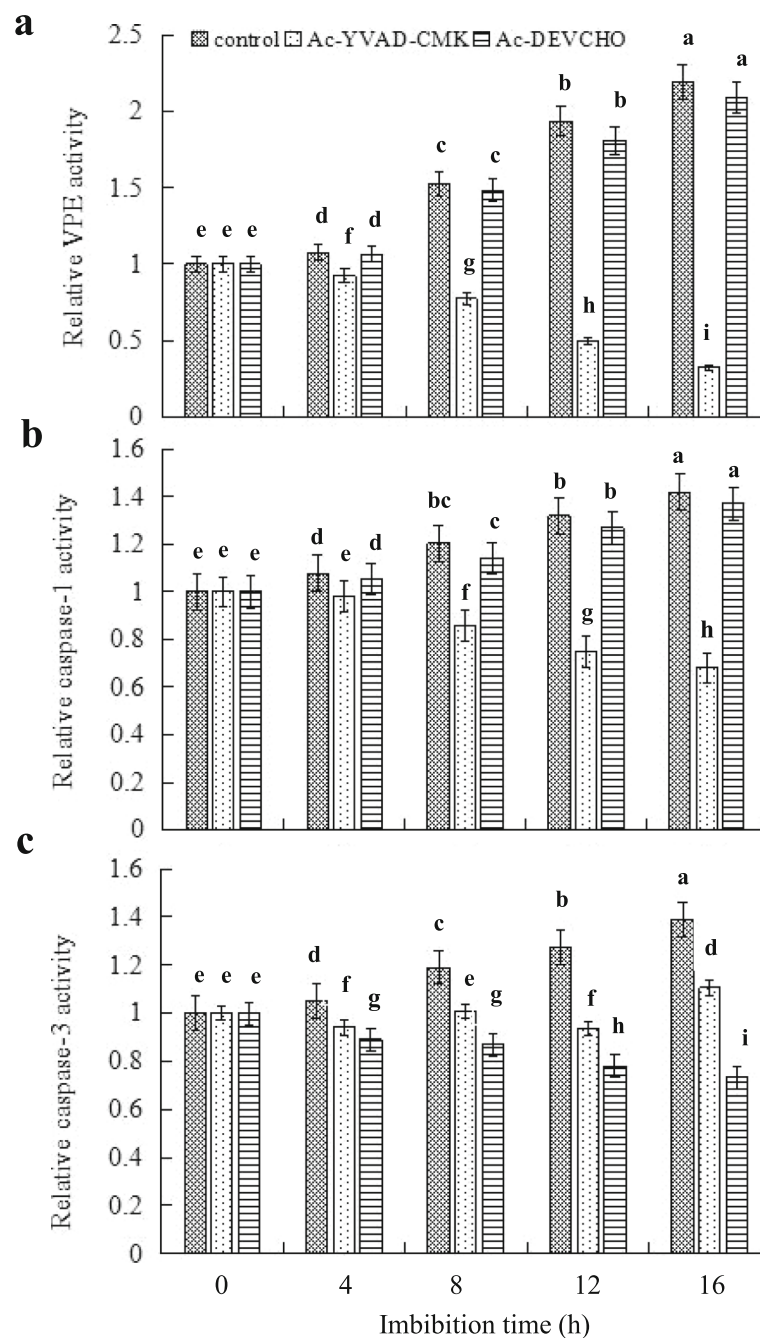 a
control Ac-YVAD-CMK Ac-DEVCHO
Relative VPE activity
2.5
2
1.5
1
0.5
0
e e e
d f d
c g c
b h b
a i a
b
Relative caspase-1 activity
1.6
1.4
1.2
1
0.8
0.6
0.4
0.2
0
e e e
d e d
bc f c
b g b
a h a
c
Relative caspase-3 activity
1.6
1.4
1.2
1
0.8
0.6
0.4
0.2
0
e e e
d f g
c e g
b f h
a d i
0 4 8 12 16
Imbibition time (h)